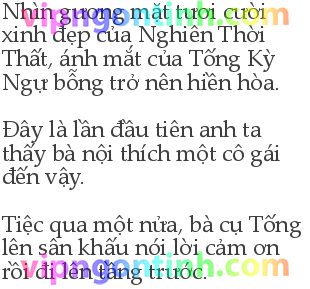 Nhìn gương mặt tươi cười
xinh đẹp của Nghiên Thời
Thất, ánh mắt của Tống Kỳ
Ngự bỗng trở nên hiền hòa.
Đây là lần đầu tiên anh ta
thấy bà nội thích một cô gái
đến vậy.
Tiệc qua một nửa, bà cụ Tống
lên sân khấu nói lời cảm ơn
rồi đi lên tầng trước.
vipngontinh.com
vipngontinh.com
vipngontinh.com